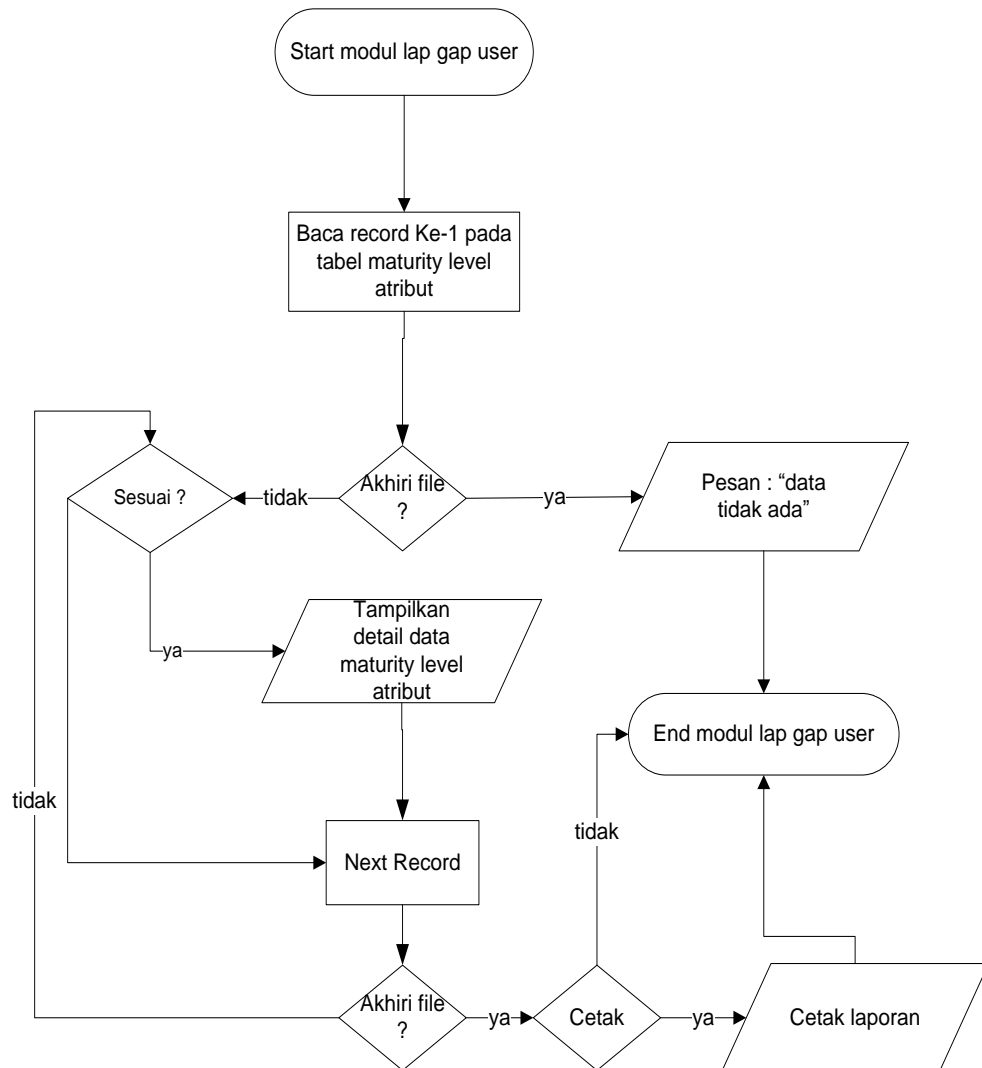 Start modul lap gap user
Baca record Ke-1 pada
tabel maturity level
atribut
Akhiri file
?
tidak
Sesuai ?
ya
Pesan : “data
tidak ada”
ya
Tampilkan
detail data
maturity level
atribut
End modul lap gap user
tidak
tidak
Next Record
Akhiri file
?
ya
Cetak
ya
Cetak laporan